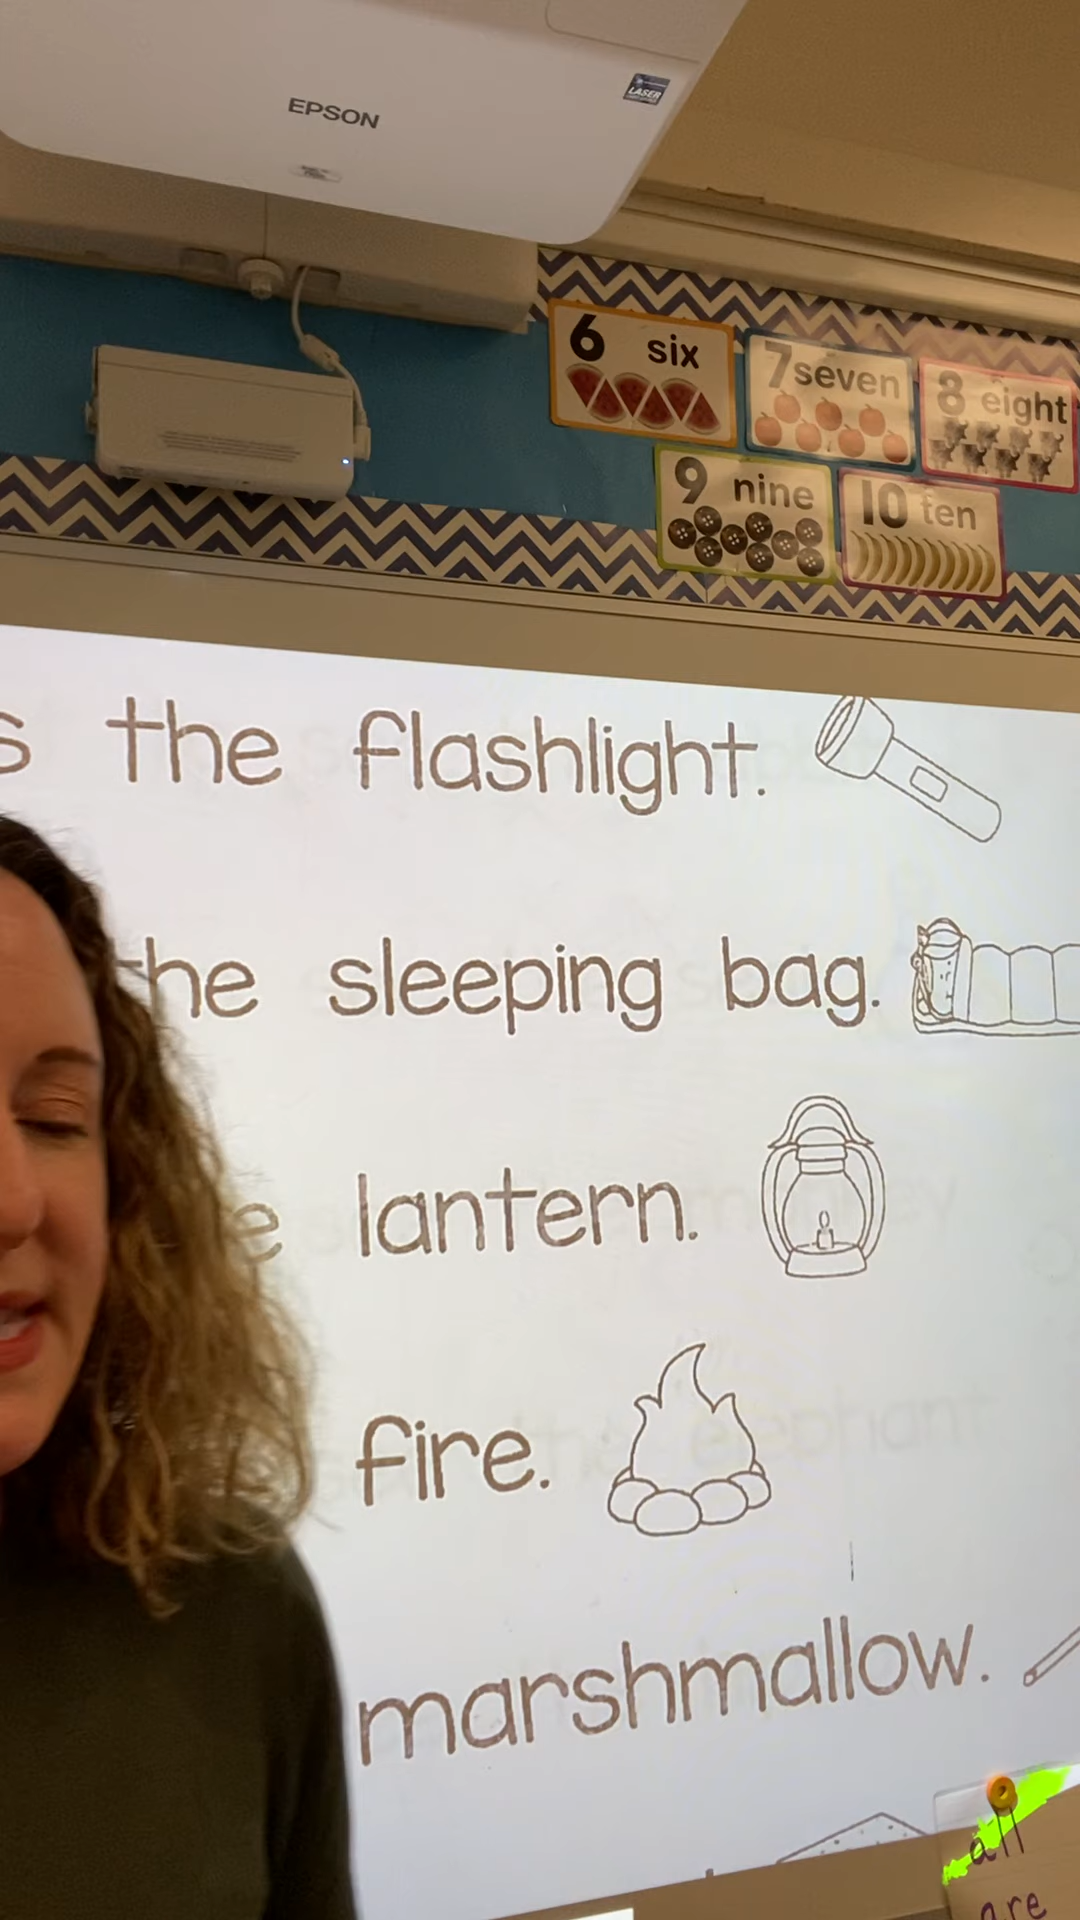 EPSON
LASER
6 six
7 seven
8 eight
9 nine
10 ten
s the flashlight.
the sleeping bag.
e lantern.
fire.
marshmallow.
all
are